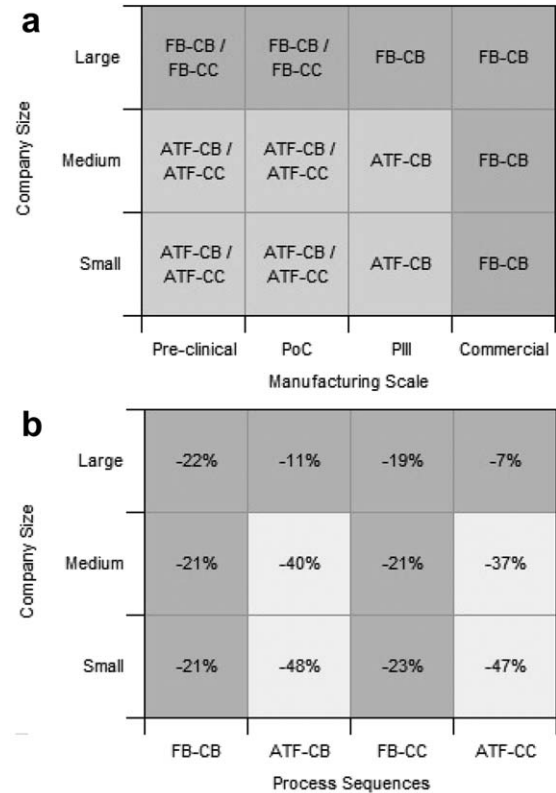 a
Company Size
Large
FB-CB /
FB-CC
FB-CB /
FB-CC
FB-CB
FB-CB
Medium
ATF-CB /
ATF-CC
ATF-CB /
ATF-CC
ATF-CB
FB-CB
Small
ATF-CB /
ATF-CC
ATF-CB /
ATF-CC
ATF-CB
FB-CB
Pre-clinical
PoC
PIII
Commercial
Manufacturing Scale
b
Company Size
Large
-22%
-11%
-19%
-7%
Medium
-21%
-40%
-21%
-37%
Small
-21%
-48%
-23%
-47%
FB-CB
ATF-CB
FB-CC
ATF-CC
Process Sequences